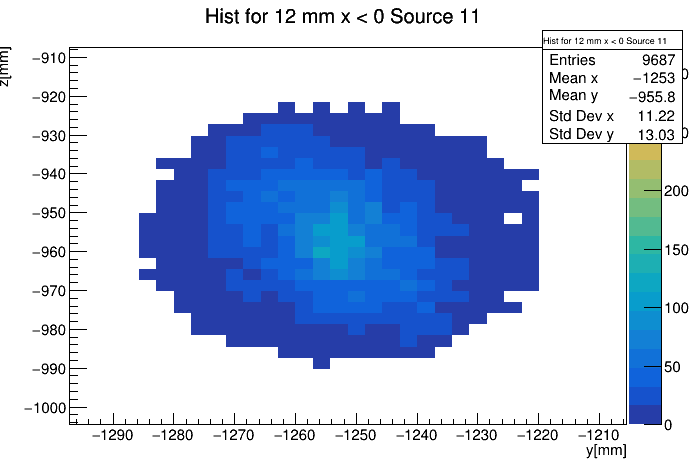 Hist for 12 mm x < 0 Source 11
Hist for 12 mm x < 0 Source 11
Entries 9687
Mean x −1253
Mean y −955.8
Std Dev x 11.22
Std Dev y 13.03
z[mm]
−910
−920
−930
−940
−950
−960
−970
−980
−990
−1000
200
150
100
50
0
−1290 −1280 −1270 −1260 −1250 −1240 −1230 −1220 −1210
y[mm]